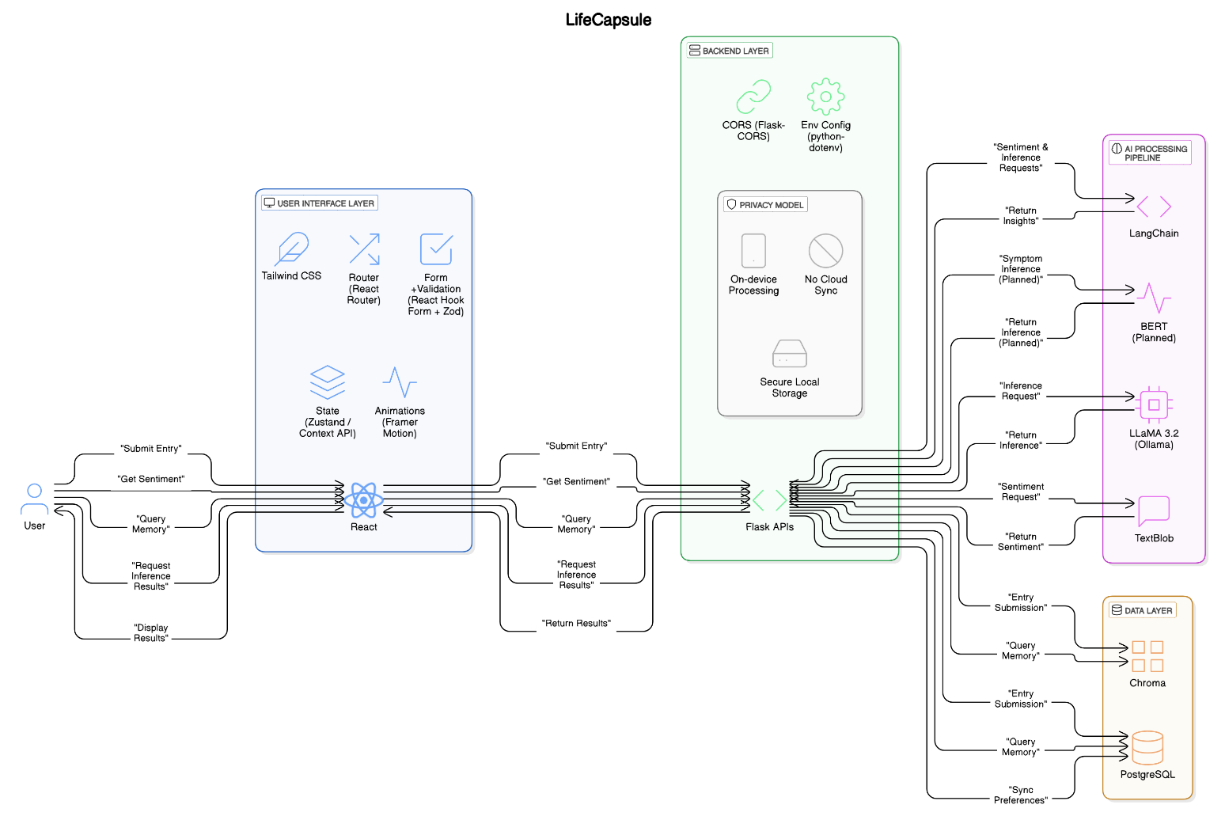 LifeCapsule
BACKEND LAYER
CORS (Flask-
CORS)
Env Config
(python-
dotenv)
PRIVACY MODEL
On-device
Processing
No Cloud
Sync
Secure Local
Storage
Flask APIs
USER INTERFACE LAYER
Tailwind CSS
Router
(React
Router)
Form
+Validation
(React Hook
Form + Zod)
State
(Zustand /
Context API)
Animations
(Framer
Motion)
React
User
"Submit Entry"
"Get Sentiment"
"Query
Memory"
"Request
Inference
Results"
"Display
Results"
"Submit Entry"
"Get Sentiment"
"Query
Memory"
"Request
Inference
Results"
"Return Results"
"Sentiment &
Inference
Requests"
"Return
Insights"
"Symptom
Inference
(Planned)"
"Return
Inference
(Planned)"
"Inference
Request"
"Return
Inference"
"Sentiment
Request"
"Return
Sentiment"
"Entry
Submission"
"Query
Memory"
"Entry
Submission"
"Query
Memory"
"Sync
Preferences"
AI PROCESSING
PIPELINE
LangChain
BERT
(Planned)
LLaMA 3.2
(Ollama)
TextBlob
DATA LAYER
Chroma
PostgreSQL